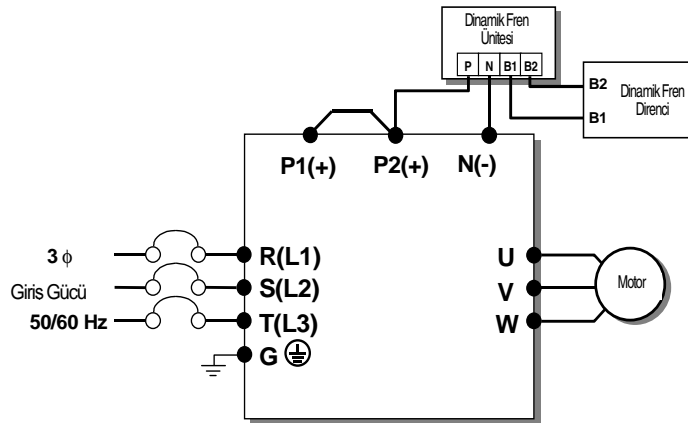 Dinamik Fren
Ünitesi
P N B1 B2
B2
B1
Dinamik Fren
Direnci
P1(+) P2(+) N(-)
3 ϕ
Giris Gücü
50/60 Hz
R(L1)
S(L2)
T(L3)
G
U
V
W
Motor